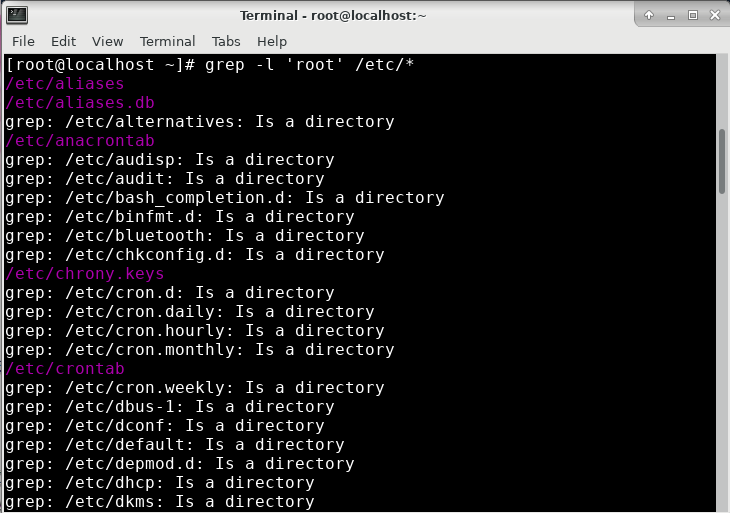 Terminal - root@localhost:~
File Edit View Terminal Tabs Help
[root@localhost ~]# grep -l 'root' /etc/*
/etc/aliases
/etc/aliases.db
grep: /etc/alternatives: Is a directory
/etc/anacrontab
grep: /etc/audisp: Is a directory
grep: /etc/audit: Is a directory
grep: /etc/bash_completion.d: Is a directory
grep: /etc/binfmt.d: Is a directory
grep: /etc/bluetooth: Is a directory
grep: /etc/chkconfig.d: Is a directory
/etc/chrony.keys
grep: /etc/cron.d: Is a directory
grep: /etc/cron.daily: Is a directory
grep: /etc/cron.hourly: Is a directory
grep: /etc/cron.monthly: Is a directory
/etc/crontab
grep: /etc/cron.weekly: Is a directory
grep: /etc/dbus-1: Is a directory
grep: /etc/dconf: Is a directory
grep: /etc/default: Is a directory
grep: /etc/depmod.d: Is a directory
grep: /etc/dhcp: Is a directory
grep: /etc/dkms: Is a directory